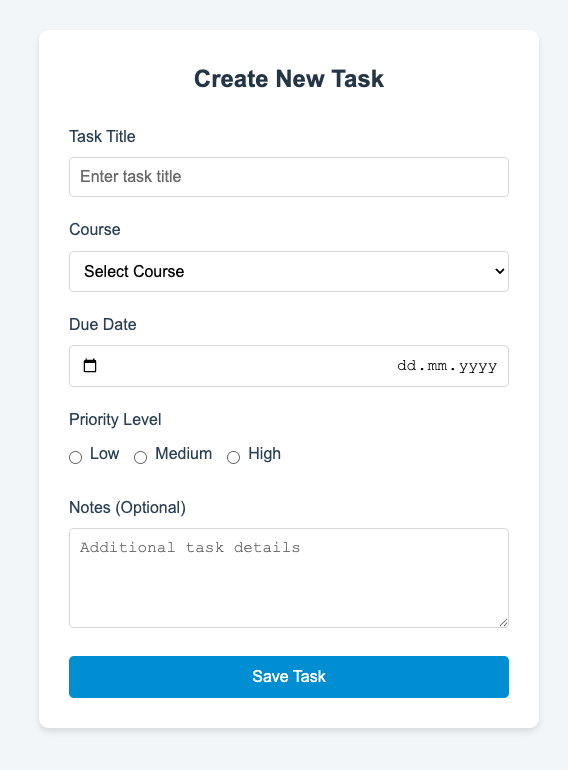 Create New Task
Task Title
Enter task title
Course
Select Course
Due Date
dd.mm.yyyy
Priority Level
Low Medium High
Notes (Optional)
Additional task details
Save Task